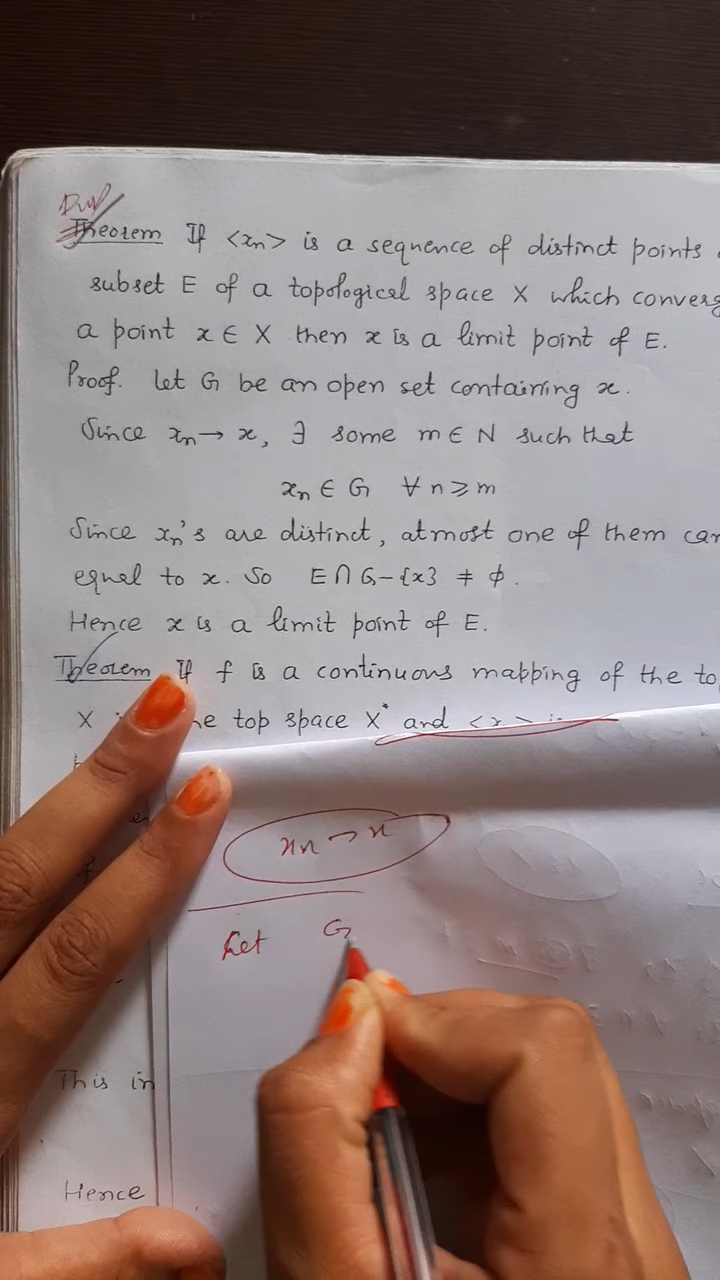 Theorem If <xn> is a sequence of distinct points
subset E of a topological space X which converg
a point x ∈ X then x is a limit point of E.
Proof. Let G be an open set containing x.
Since xn → x, ∃ some m ∈ N such that
xn ∈ G ∀ n ≥ m
Since xn's are distinct, atmost one of them can
equal to x. So E ∩ G - {x} ≠ ϕ.
Hence x is a limit point of E.
Theorem If f is a continuous mapping of the to
X top space X* and <x> is
xn → x
Let G
This in
Hence